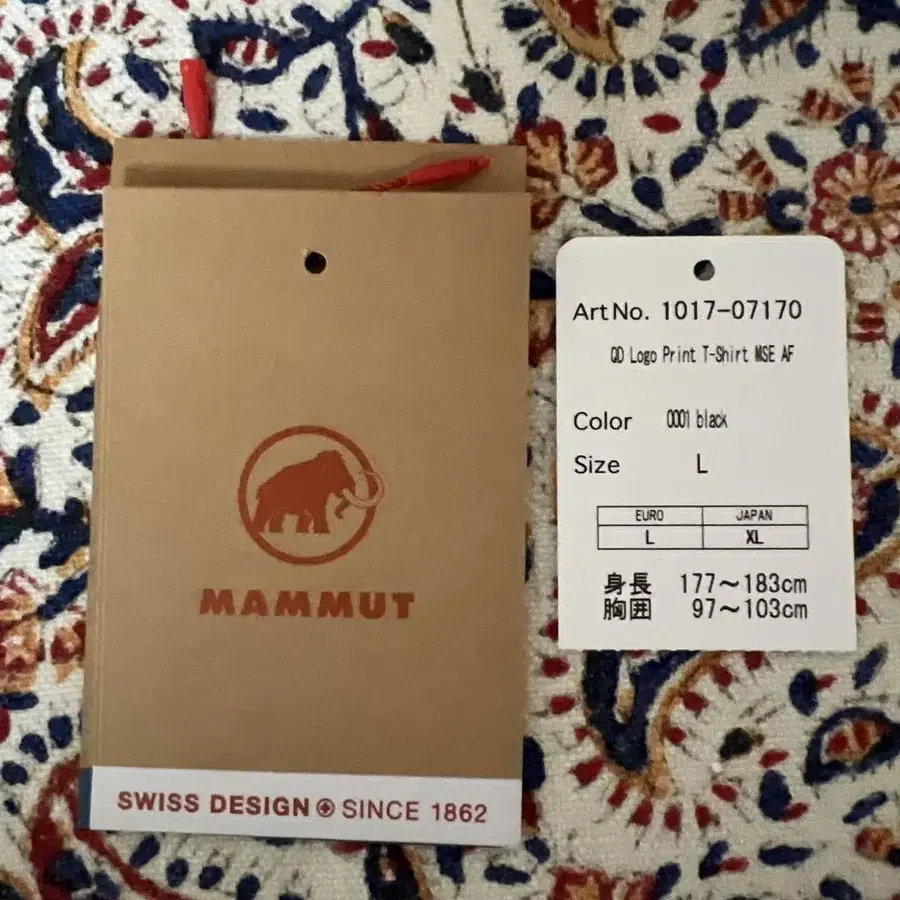 MAMMUT
SWISS DESIGN SINCE 1862
Art No. 1017-07170
QD Logo Print T-Shirt MSE AF
Color 0001 black
Size L
EURO JAPAN
L XL
身長 177〜183cm
胸囲 97〜103cm